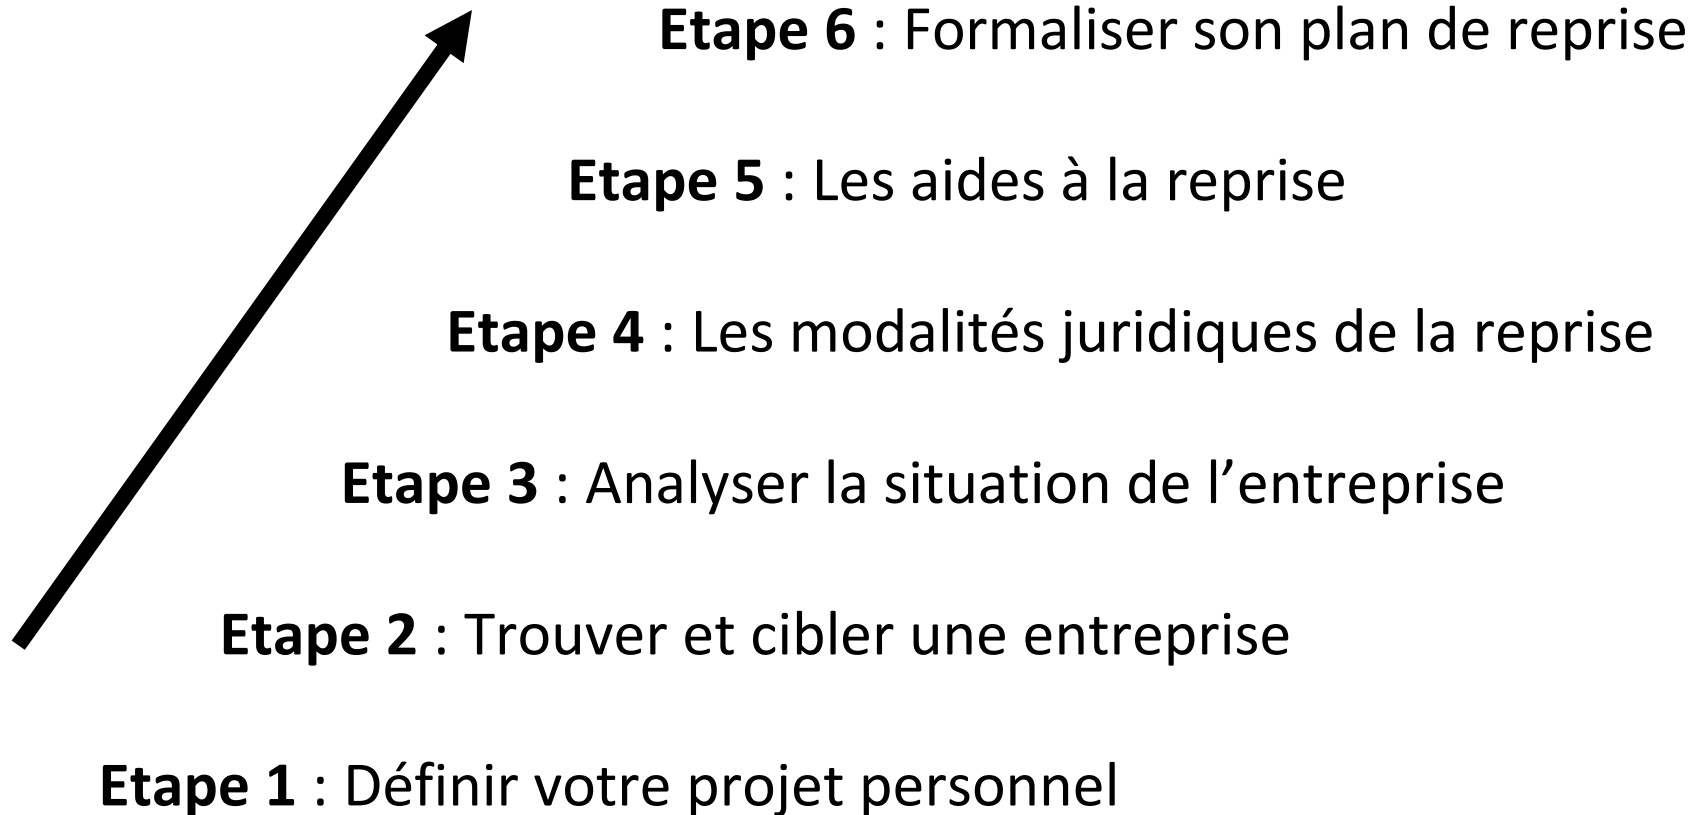 Etape 6 : Formaliser son plan de reprise
Etape 5 : Les aides à la reprise
Etape 4 : Les modalités juridiques de la reprise
Etape 3 : Analyser la situation de l’entreprise
Etape 2 : Trouver et cibler une entreprise
Etape 1 : Définir votre projet personnel